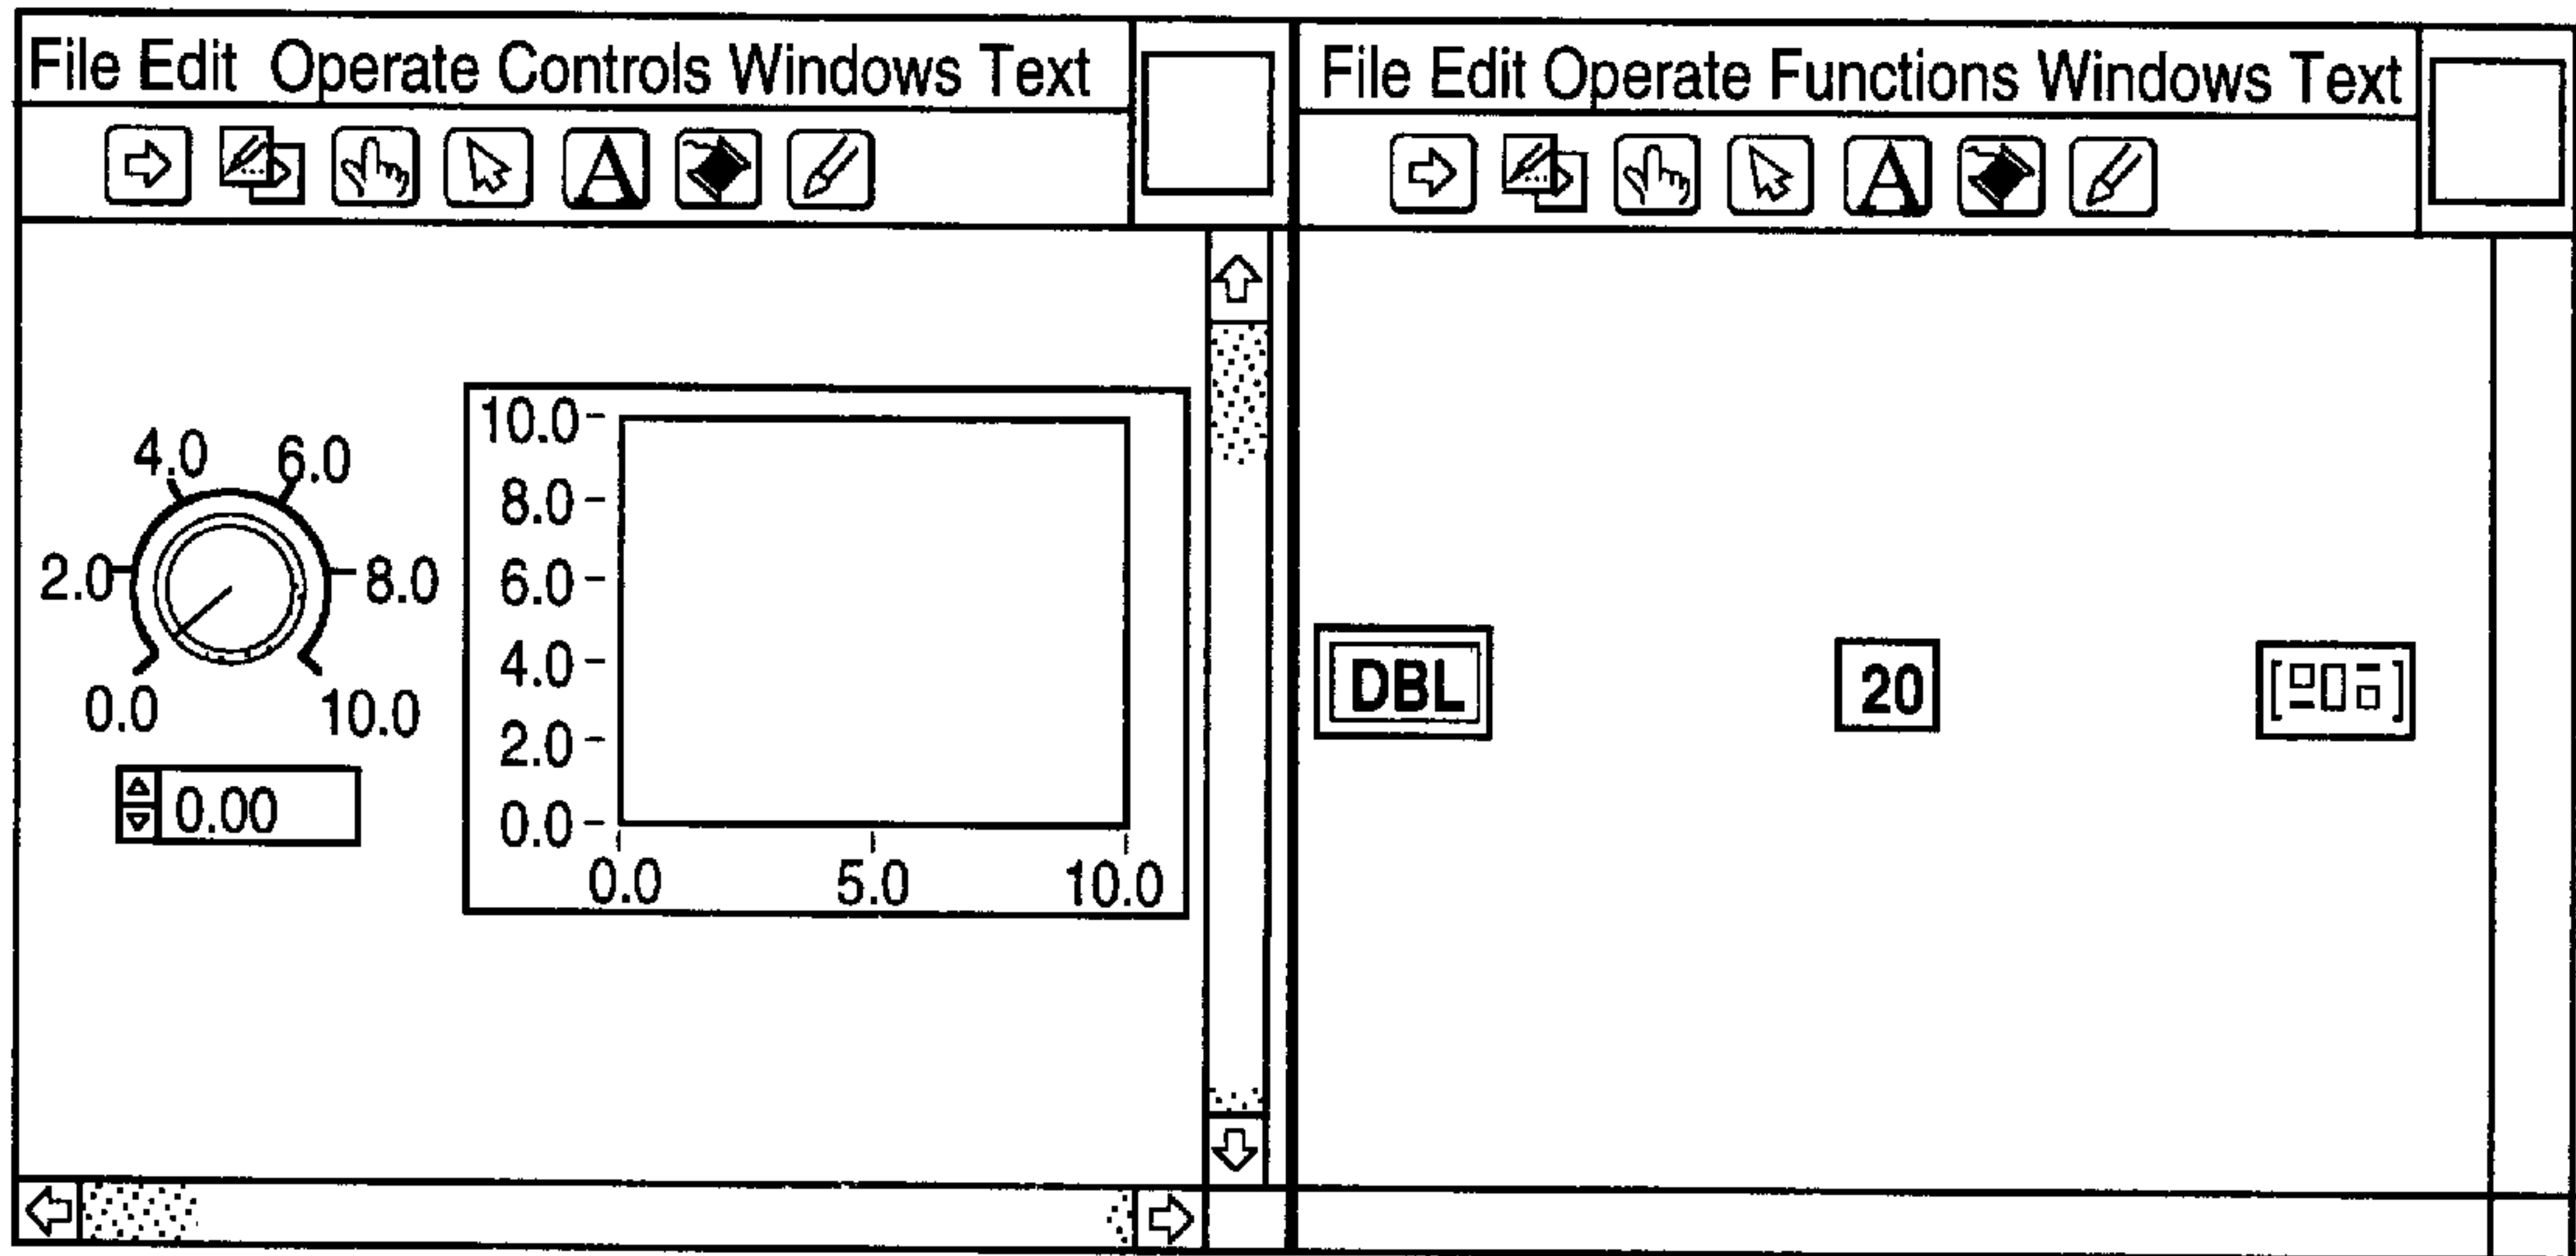 File Edit Operate Controls Windows Text
A
4.0 6.0
2.0 8.0
0.0 10.0
0.00
10.0
8.0
6.0
4.0
2.0
0.0
0.0 5.0 10.0
File Edit Operate Functions Windows Text
A
DBL
20